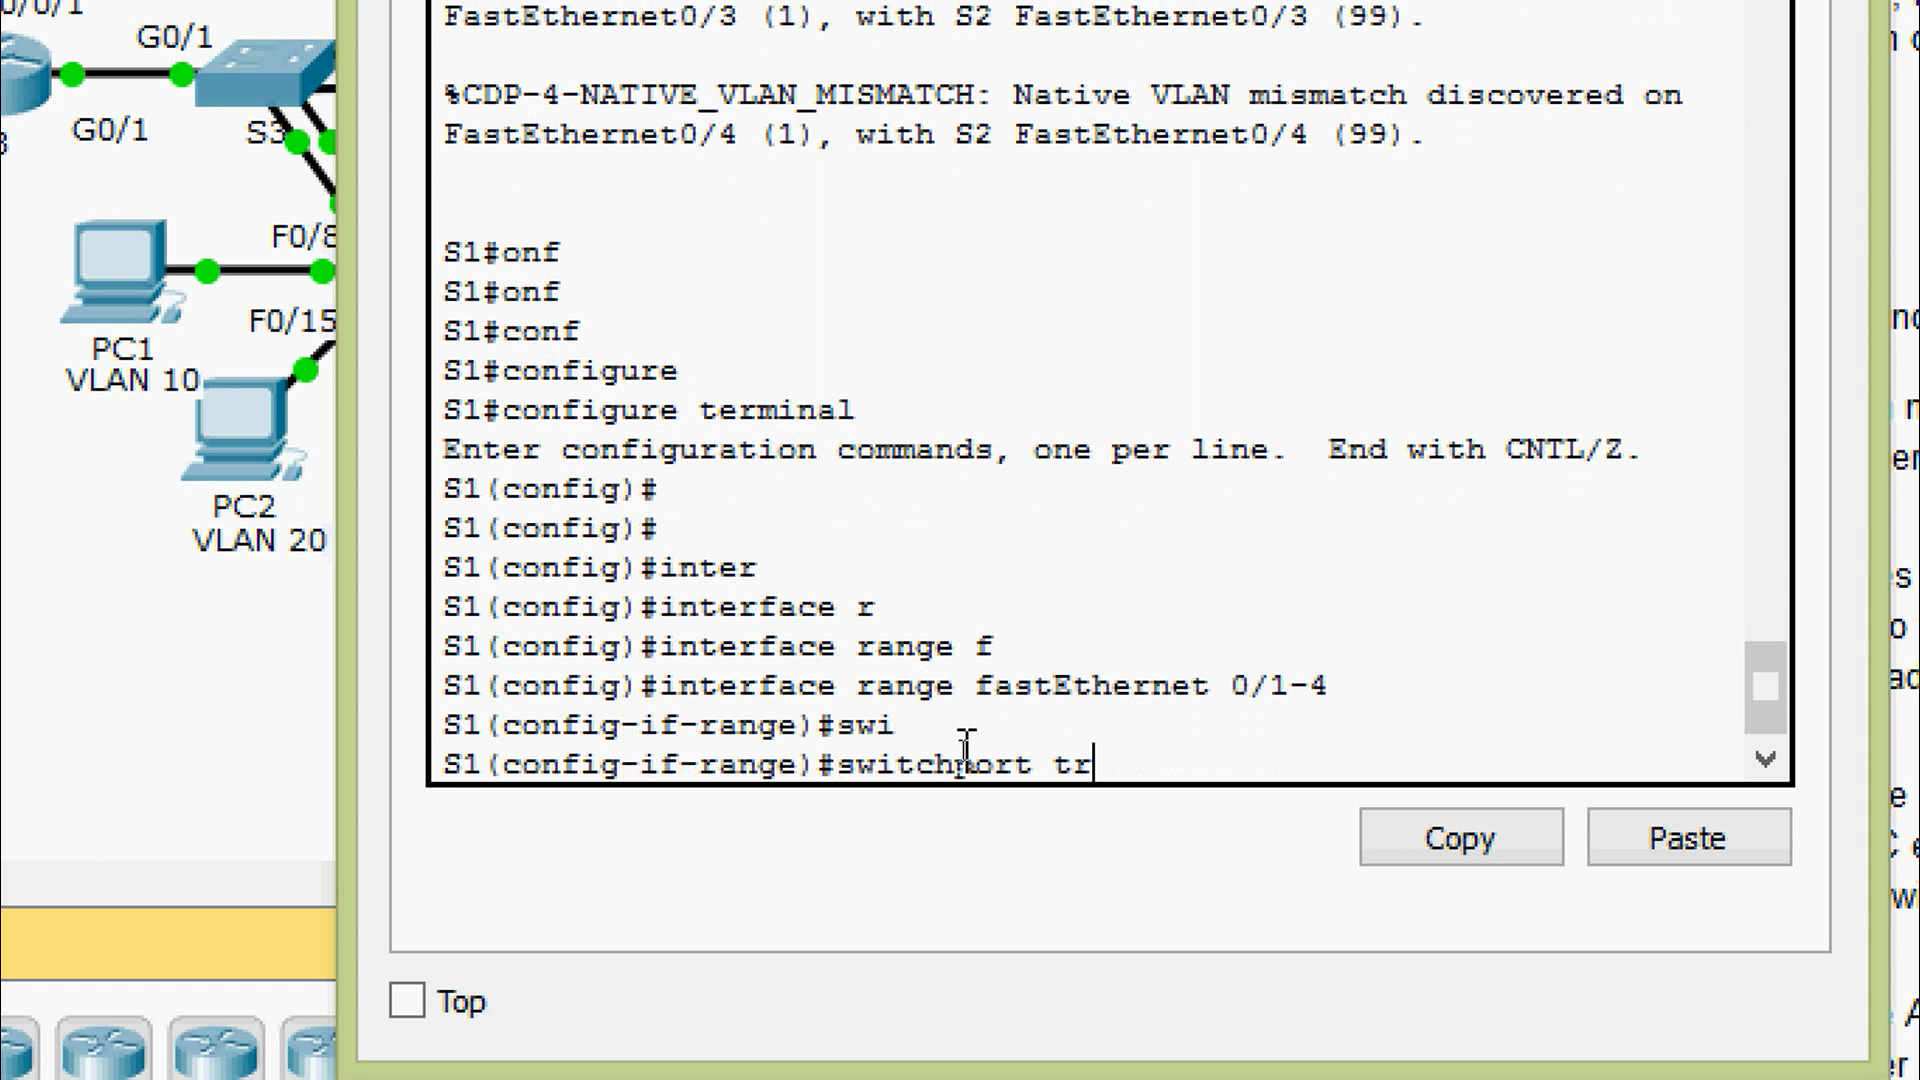 G0/1
G0/1
S3
F0/8
F0/15
PC1
VLAN 10
PC2
VLAN 20
FastEthernet0/3 (1), with S2 FastEthernet0/3 (99).
%CDP-4-NATIVE_VLAN_MISMATCH: Native VLAN mismatch discovered on
FastEthernet0/4 (1), with S2 FastEthernet0/4 (99).
S1#onf
S1#onf
S1#conf
S1#configure
S1#configure terminal
Enter configuration commands, one per line.  End with CNTL/Z.
S1(config)#
S1(config)#
S1(config)#inter
S1(config)#interface r
S1(config)#interface range f
S1(config)#interface range fastEthernet 0/1-4
S1(config-if-range)#swi
S1(config-if-range)#switchport tr
Copy
Paste
Top